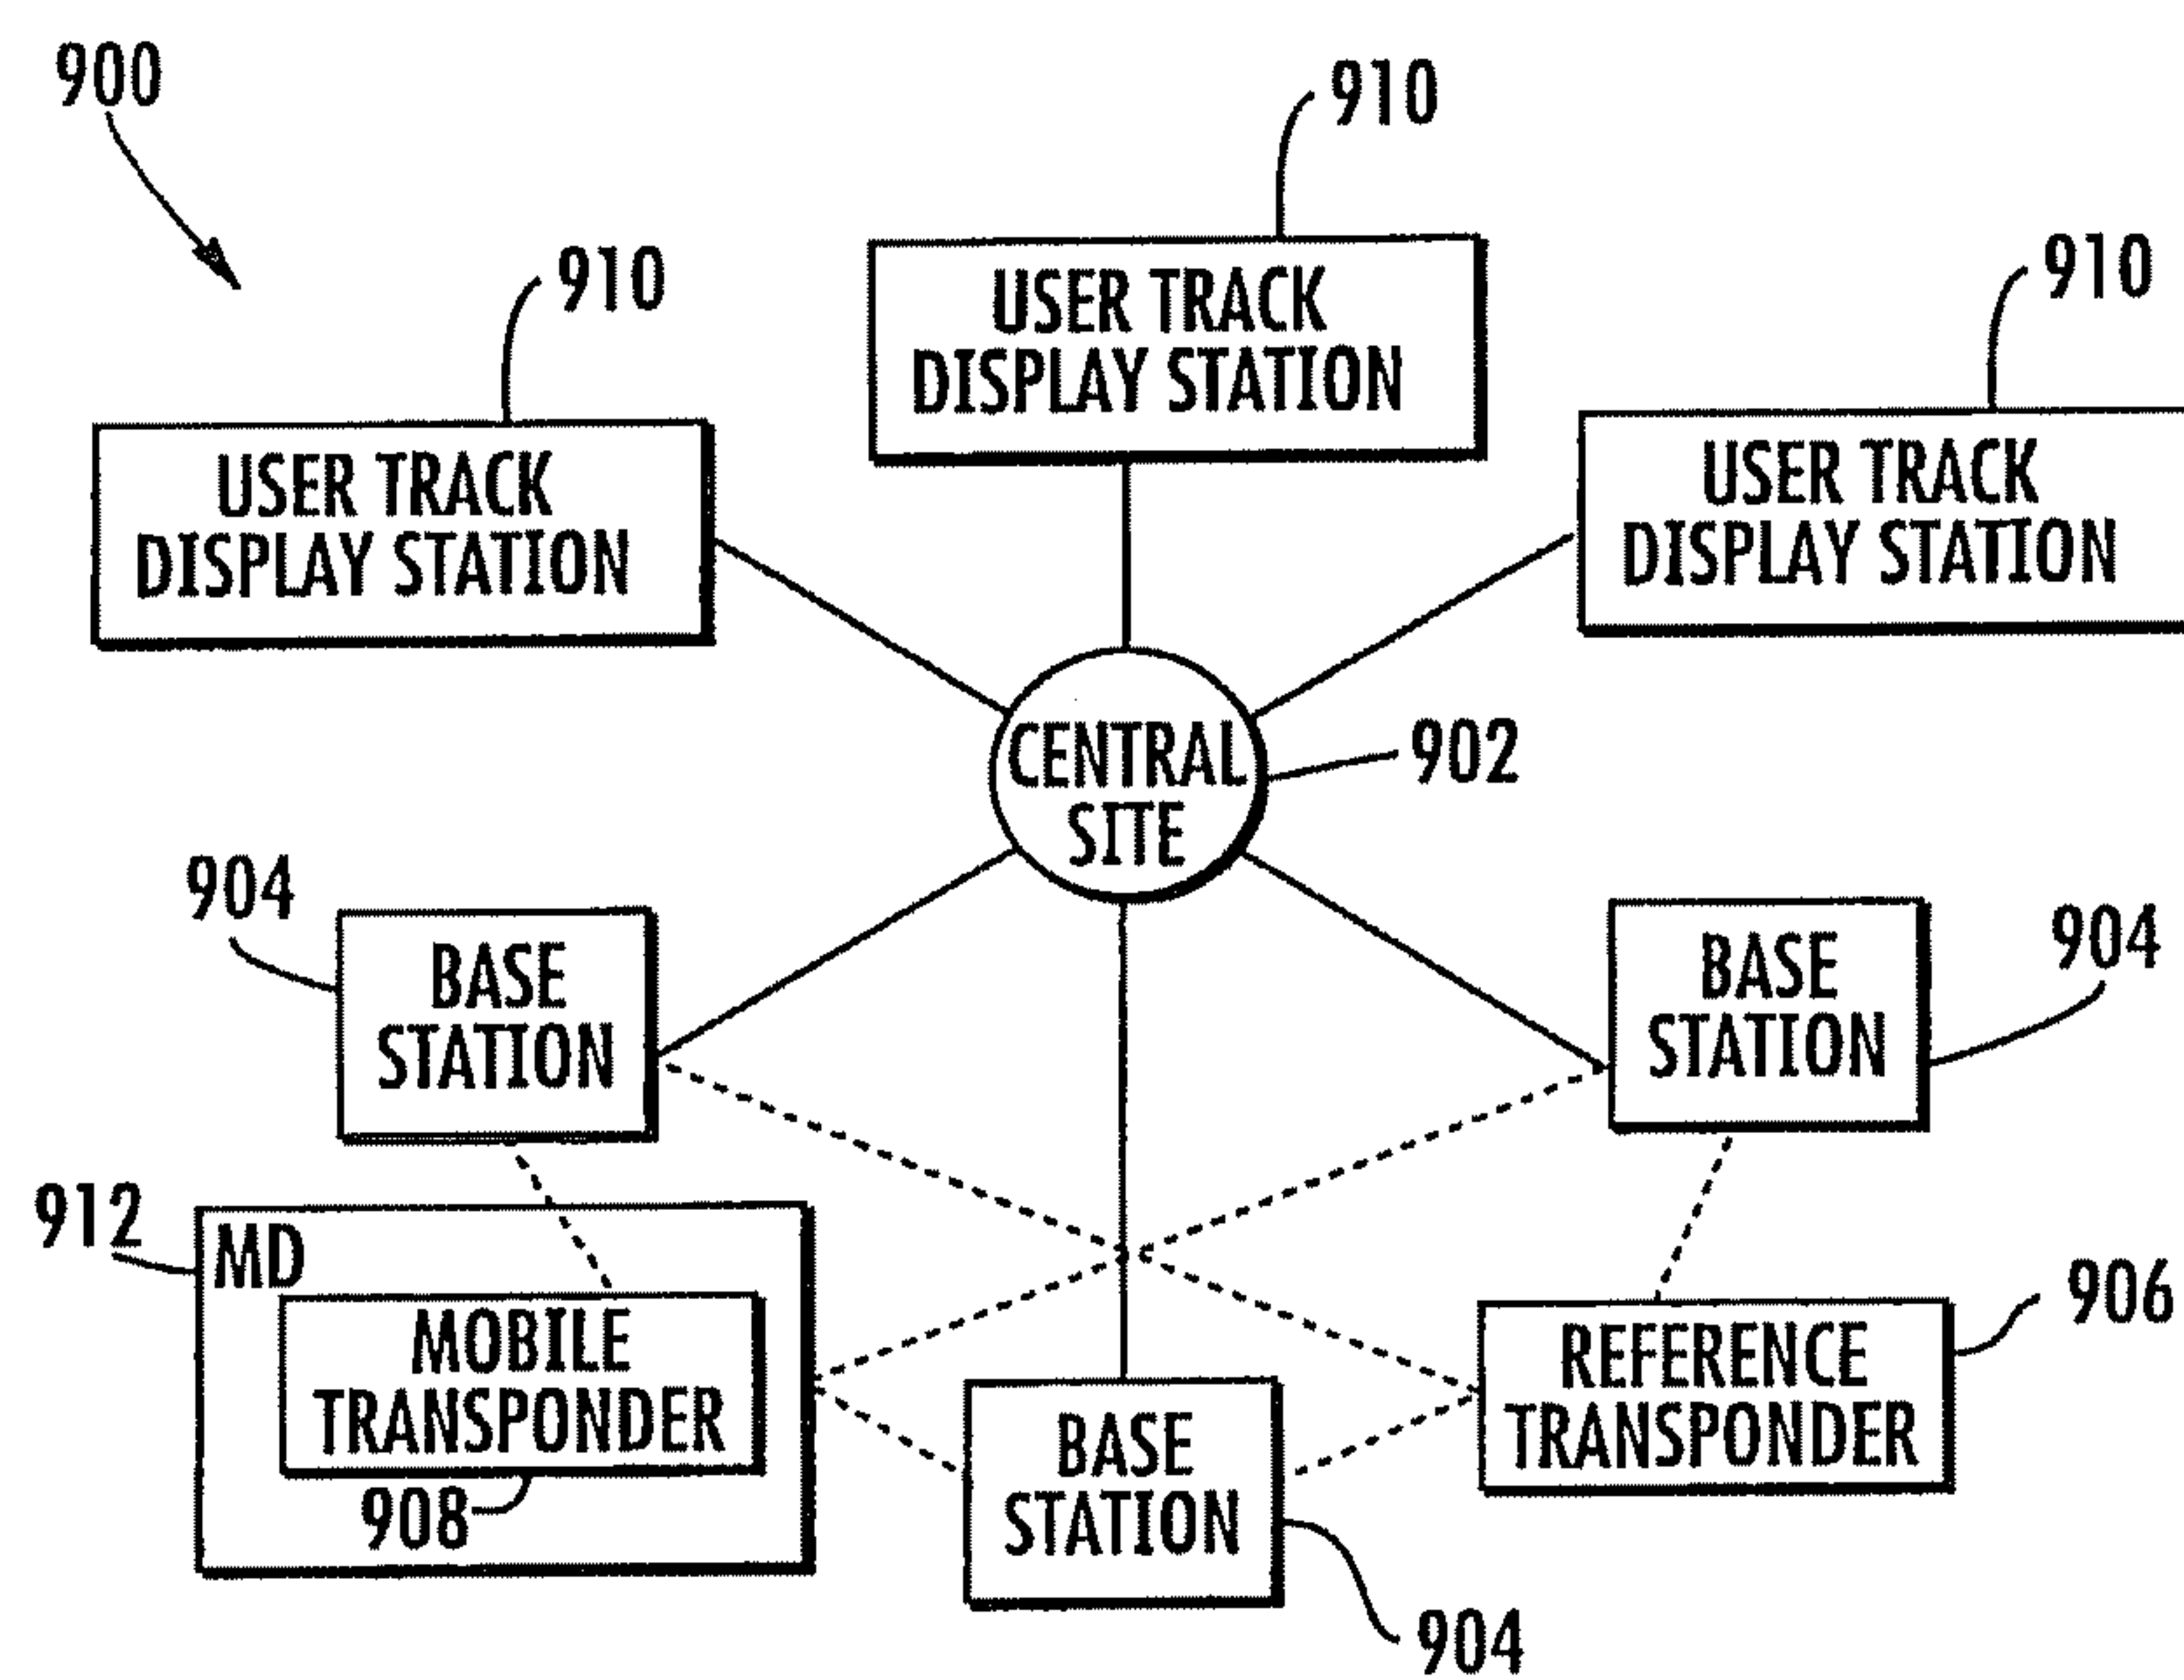 900
910
910
910
USER TRACK
DISPLAY STATION
USER TRACK
DISPLAY STATION
USER TRACK
DISPLAY STATION
CENTRAL
SITE
902
904
BASE
STATION
BASE
STATION
904
912
MD
MOBILE
TRANSPONDER
908
BASE
STATION
904
REFERENCE
TRANSPONDER
906